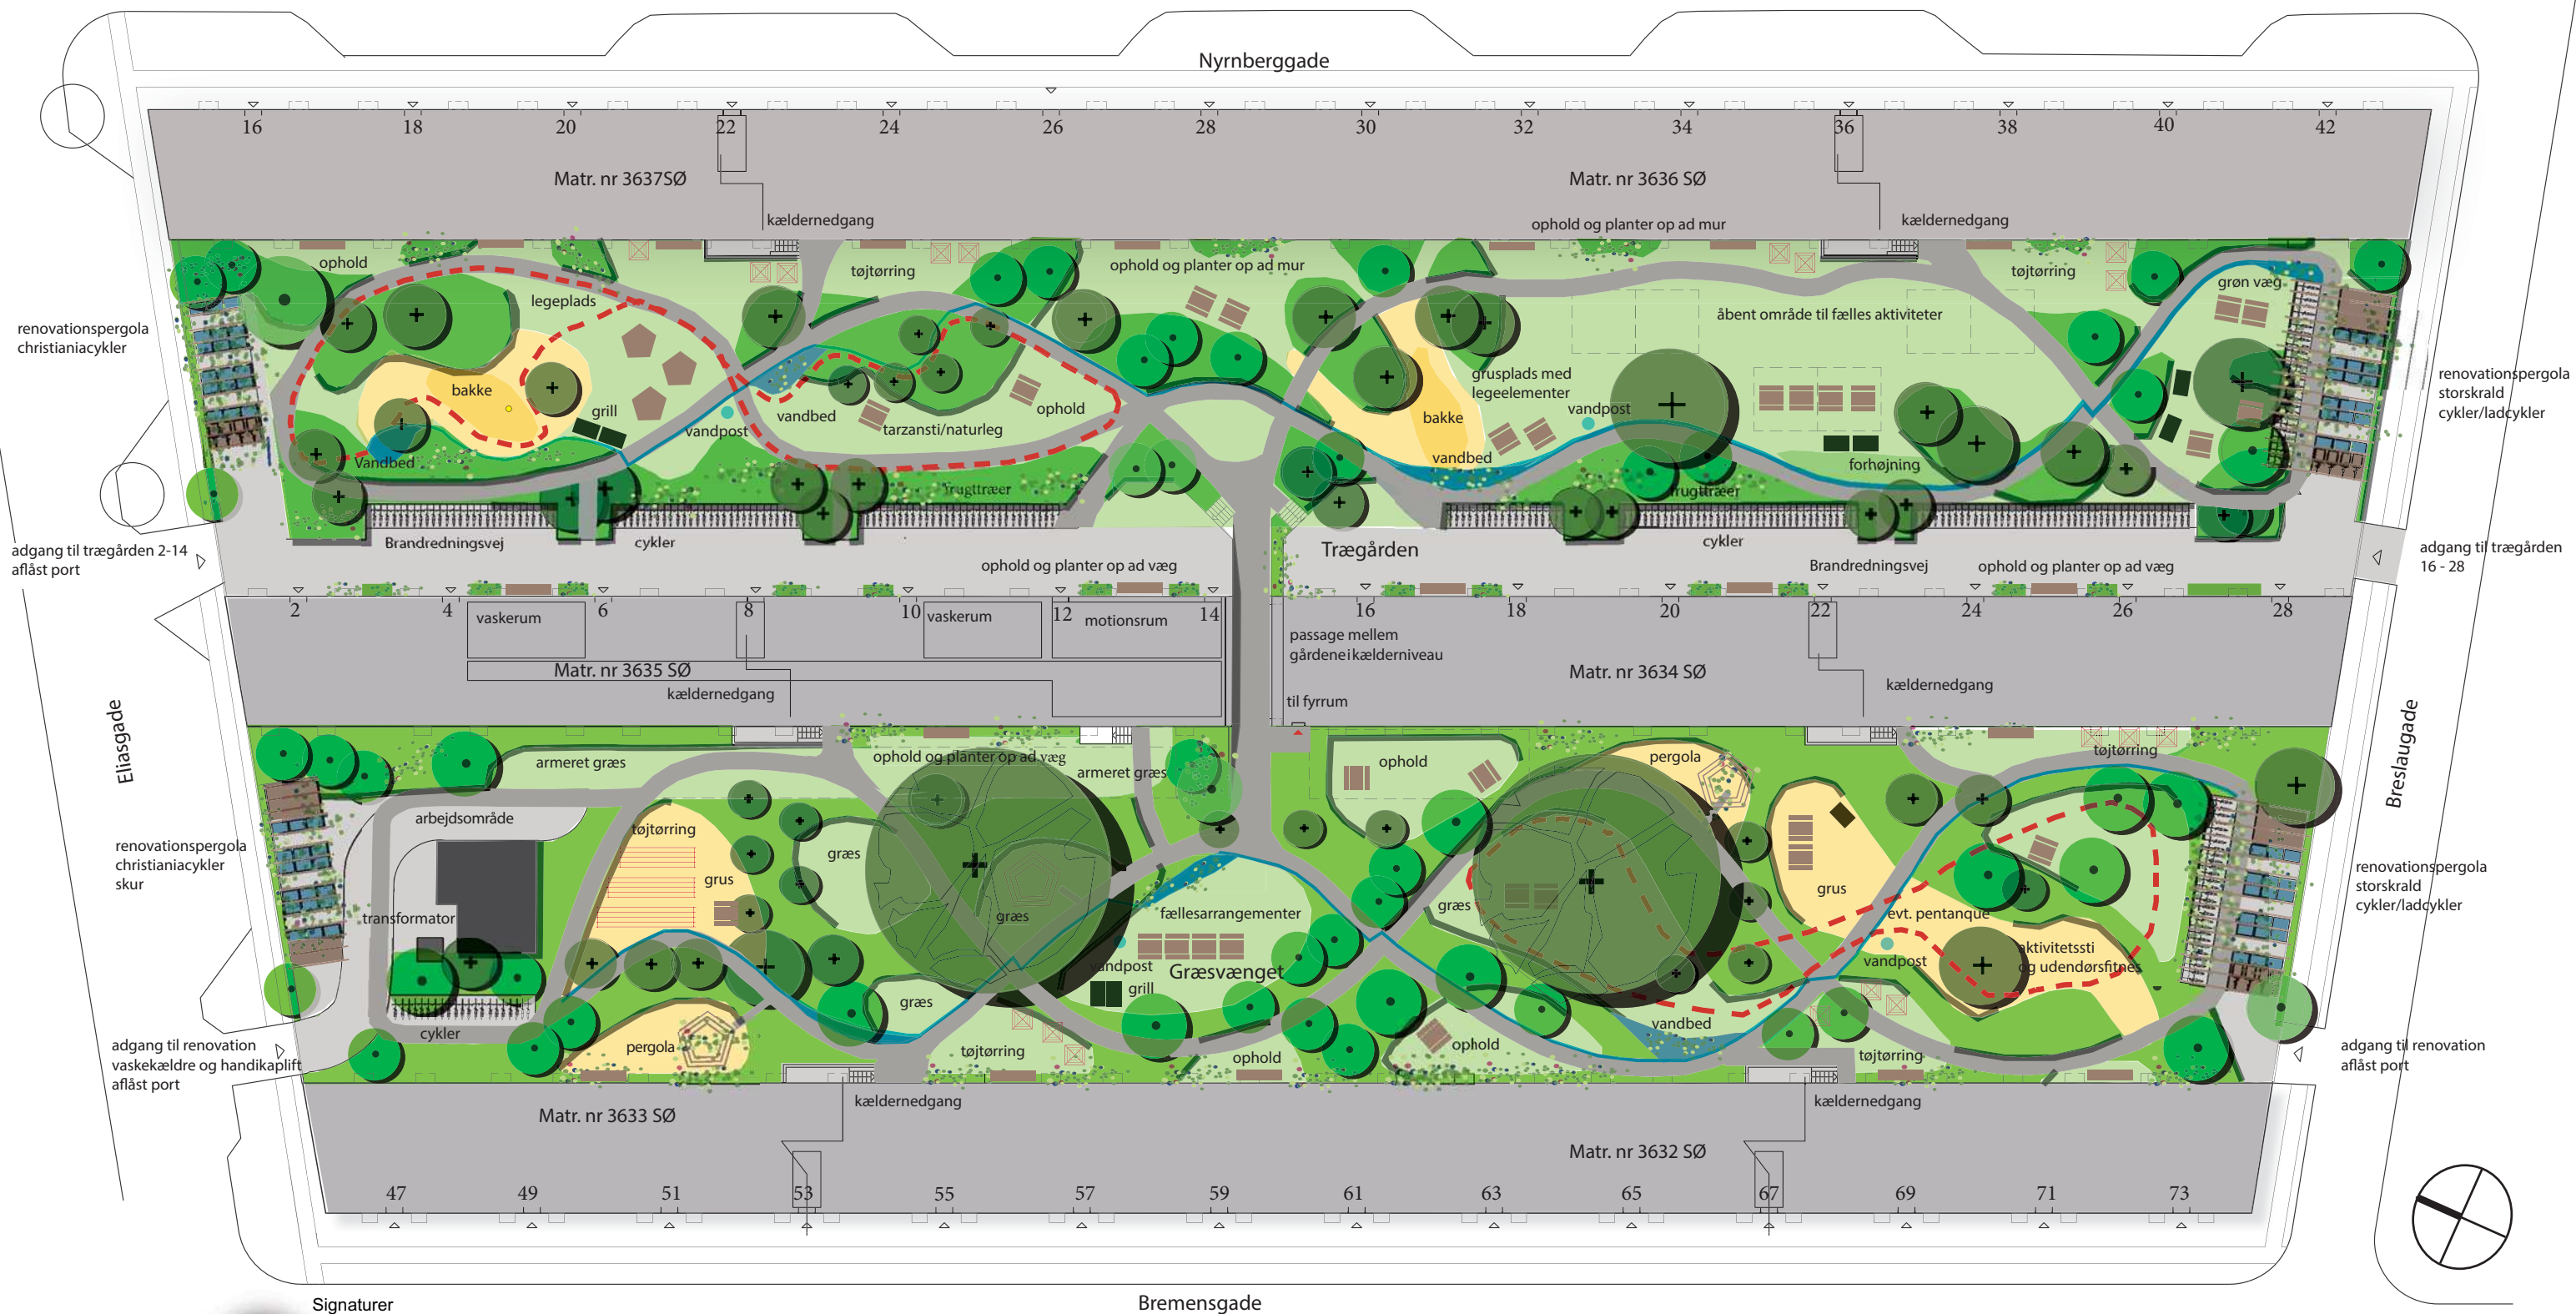 Nyrnberggade
16 18 20 22 24 26 28 30 32 34 36 38 40 42
Matr. nr 3637SØ
Matr. nr 3636 SØ
kældernedgang
ophold og planter op ad mur
kældernedgang
ophold
tøjtørring
ophold og planter op ad mur
tøjtørring
grøn væg
legeplads
åbent område til fælles aktiviteter
renovationspergola
christianiacykler
bakke
grill
vandpost
vandbed
tarzansti/naturleg
ophold
Vandbed
frugttræer
grusplads med
legeelementer
bakke
vandpost
vandbed
forhøjning
frugttræer
renovationspergola
storskrald
cykler/ladcykler
Brandredningsvej
cykler
Trægården
cykler
adgang til trægården 2-14
aflåst port
ophold og planter op ad væg
Brandredningsvej
ophold og planter op ad væg
adgang til trægården
16 - 28
2 4 6 8 10 12 14 16 18 20 22 24 26 28
vaskerum
vaskerum
motionsrum
passage mellem
gårdene i kælderniveau
Matr. nr 3635 SØ
Matr. nr 3634 SØ
kældernedgang
kældernedgang
til fyrrum
Eliasgade
Breslaugade
armeret græs
ophold og planter op ad væg
armeret græs
ophold
pergola
tøjtørring
arbejdsområde
tøjtørring
græs
grus
renovationspergola
christianiacykler
skur
transformator
græs
fællesarrangementer
græs
grus
evt. pentanque
renovationspergola
storskrald
cykler/ladcykler
vandpost
Græsvænget
grill
græs
vandpost
aktivitetssti
og udendørsfitnes
cykler
pergola
tøjtørring
ophold
ophold
vandbed
tøjtørring
adgang til renovation
vaskekældre og handikaplift
aflåst port
adgang til renovation
aflåst port
Matr. nr 3633 SØ
kældernedgang
kældernedgang
Matr. nr 3632 SØ
47 49 51 53 55 57 59 61 63 65 67 69 71 73
Signaturer
Bremensgade